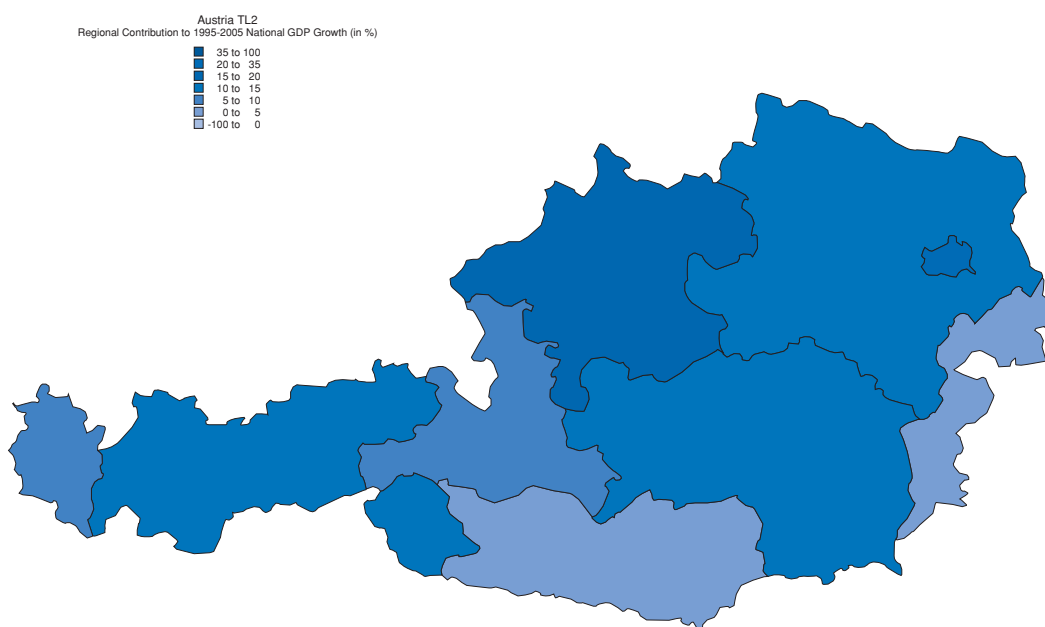 Austria TL2
Regional Contribution to 1995-2005 National GDP Growth (in %)
35 to 100
20 to 35
15 to 20
10 to 15
5 to 10
0 to 5
-100 to 0